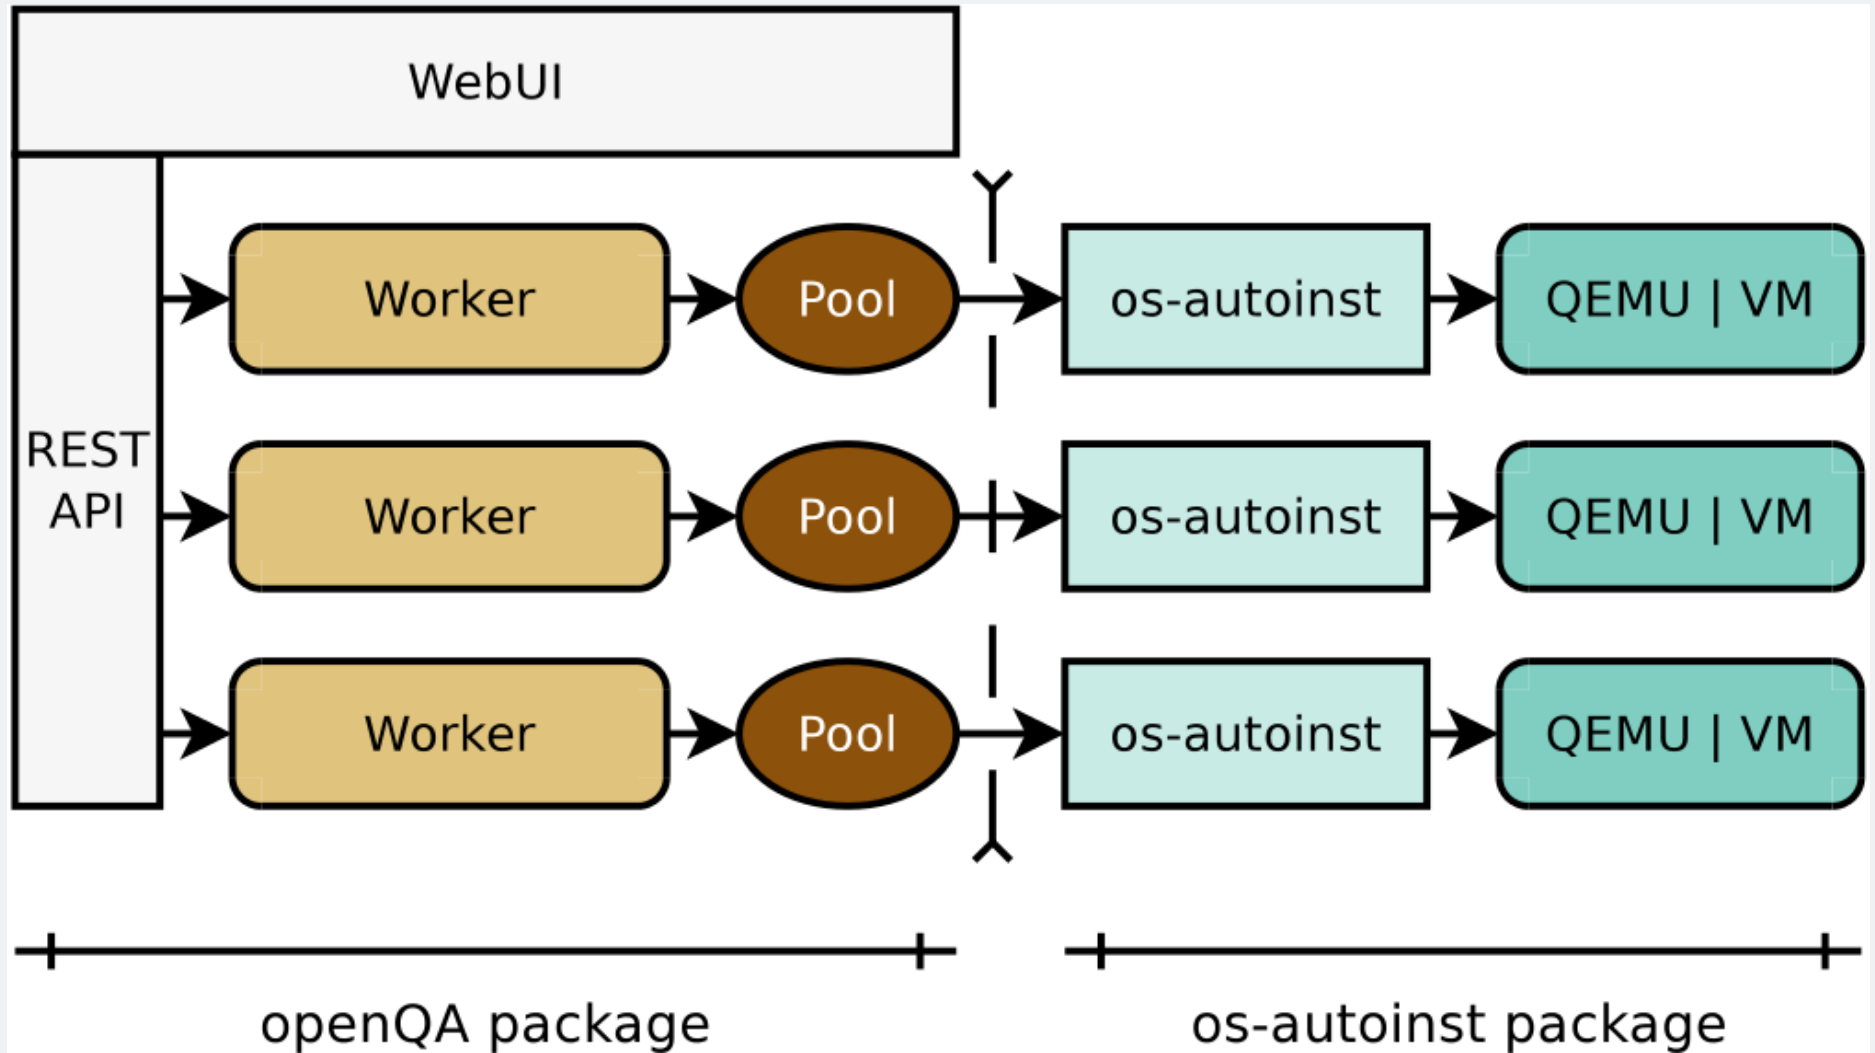 WebUI
REST
API
Worker
Pool
os-autoinst
QEMU | VM
Worker
Pool
os-autoinst
QEMU | VM
Worker
Pool
os-autoinst
QEMU | VM
openQA package
os-autoinst package